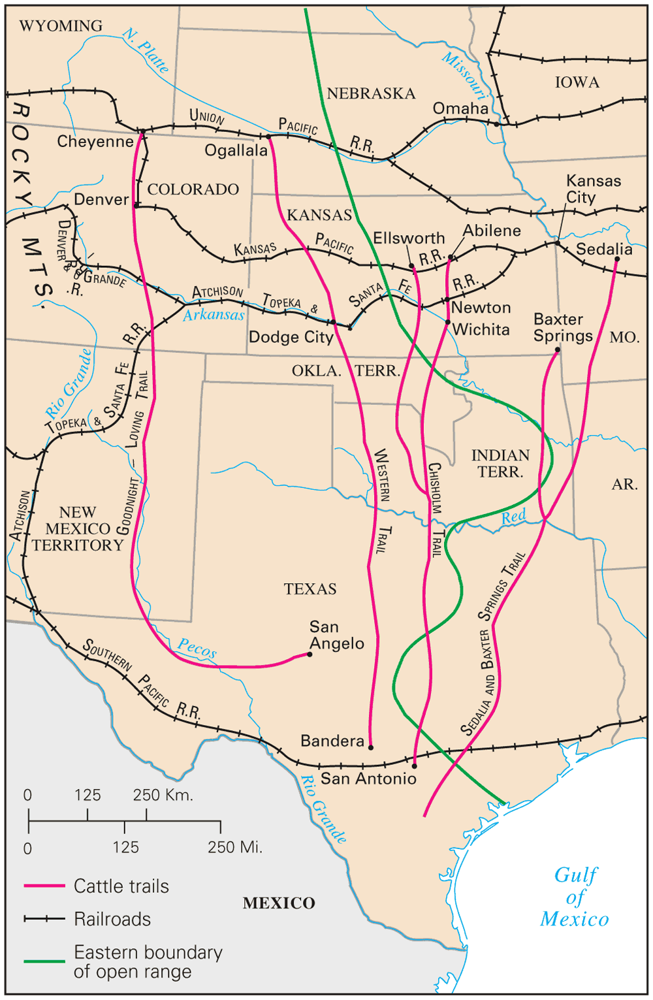 WYOMING
N. Platte
Missouri
IOWA
NEBRASKA
Omaha
ROCKY MTS.
UNION PACIFIC R.R.
Cheyenne
Ogallala
Kansas
City
COLORADO
Denver
KANSAS
Ellsworth
Abilene
DENVER & RIO GRANDE R.R.
KANSAS PACIFIC R.R.
Sedalia
MO.
ATCHISON TOPEKA & SANTA FE R.R.
Arkansas
Newton
Wichita
Dodge City
Baxter
Springs
OKLA. TERR.
Rio Grande
ATCHISON TOPEKA & SANTA FE R.R.
GOODNIGHT – LOVING TRAIL
WESTERN TRAIL
CHISHOLM TRAIL
INDIAN
TERR.
AR.
Red
NEW
MEXICO
TERRITORY
SEDALIA AND BAXTER SPRINGS TRAIL
TEXAS
San
Angelo
Pecos
SOUTHERN PACIFIC R.R.
Bandera
San Antonio
Rio Grande
0 125 250 Km.
0 125 250 Mi.
Cattle trails
Railroads
Eastern boundary
of open range
MEXICO
Gulf
of
Mexico